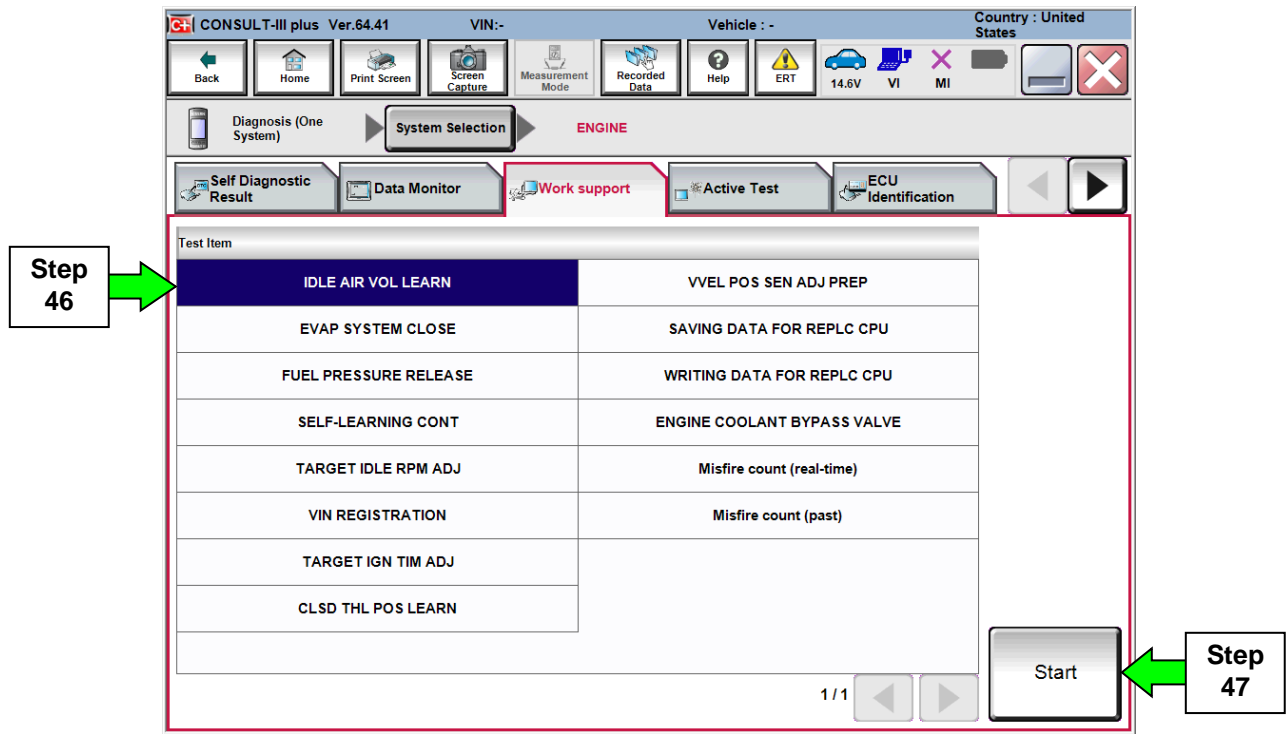 C+ CONSULT-III plus Ver.64.41 VIN:- Vehicle : - Country : United
States
Back
Home
Print Screen
Screen
Capture
Measurement
Mode
Recorded
Data
Help
ERT
14.6V
VI
MI
Diagnosis (One
System)
System Selection
ENGINE
Self Diagnostic
Result
Data Monitor
Work support
Active Test
ECU
Identification
Test Item
Step
46
IDLE AIR VOL LEARN
VVEL POS SEN ADJ PREP
EVAP SYSTEM CLOSE
SAVING DATA FOR REPLC CPU
FUEL PRESSURE RELEASE
WRITING DATA FOR REPLC CPU
SELF-LEARNING CONT
ENGINE COOLANT BYPASS VALVE
TARGET IDLE RPM ADJ
Misfire count (real-time)
VIN REGISTRATION
Misfire count (past)
TARGET IGN TIM ADJ
CLSD THL POS LEARN
Start
Step
47
1 / 1